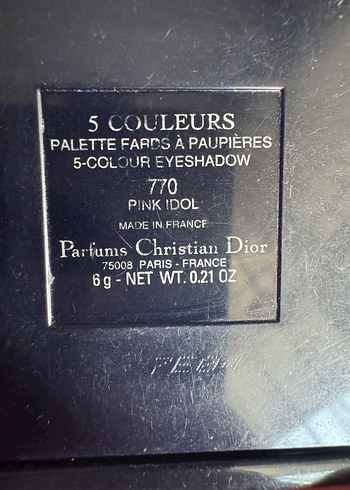 5 COULEURS
PALETTE FARDS À PAUPIÈRES
5-COLOUR EYESHADOW
770
PINK IDOL
MADE IN FRANCE
Parfums Christian Dior
75008 PARIS - FRANCE
6 g - NET WT. 0.21 OZ